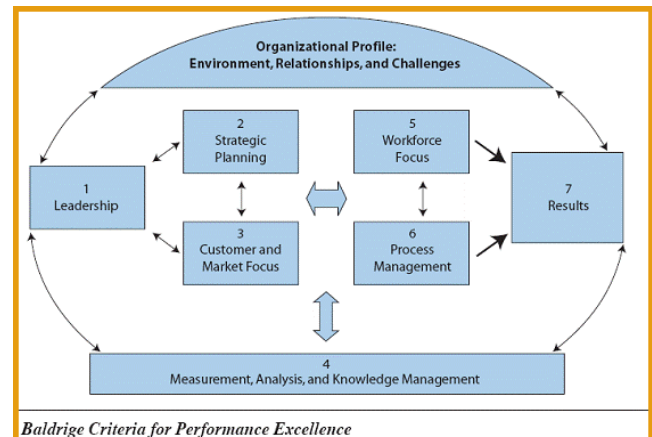 Organizational Profile:
Environment, Relationships, and Challenges
2
Strategic
Planning
5
Workforce
Focus
1
Leadership
7
Results
3
Customer and
Market Focus
6
Process
Management
4
Measurement, Analysis, and Knowledge Management
Baldrige Criteria for Performance Excellence